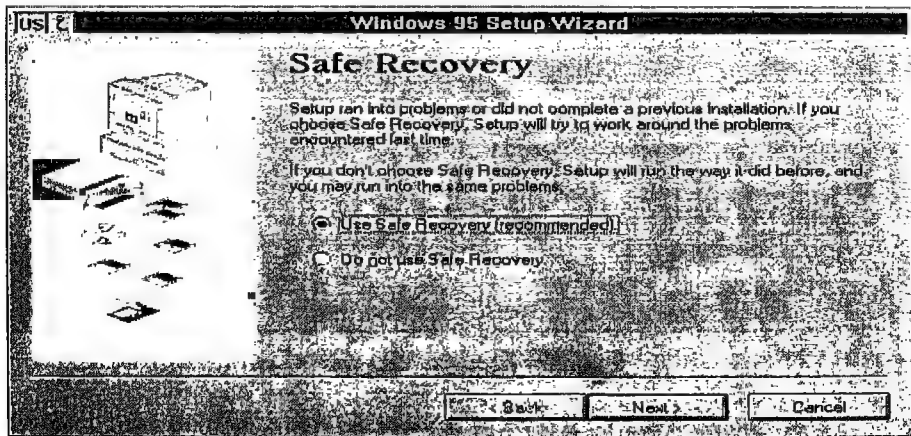 US
Windows 95 Setup Wizard
Safe Recovery
Setup ran into problems or did not complete a previous installation. If you
choose Safe Recovery, Setup will try to work around the problems
encountered last time.
If you don't choose Safe Recovery, Setup will run the way it did before, and
you may run into the same problems.
Use Safe Recovery (recommended).
Do not use Safe Recovery.
< Back
Next >
Cancel